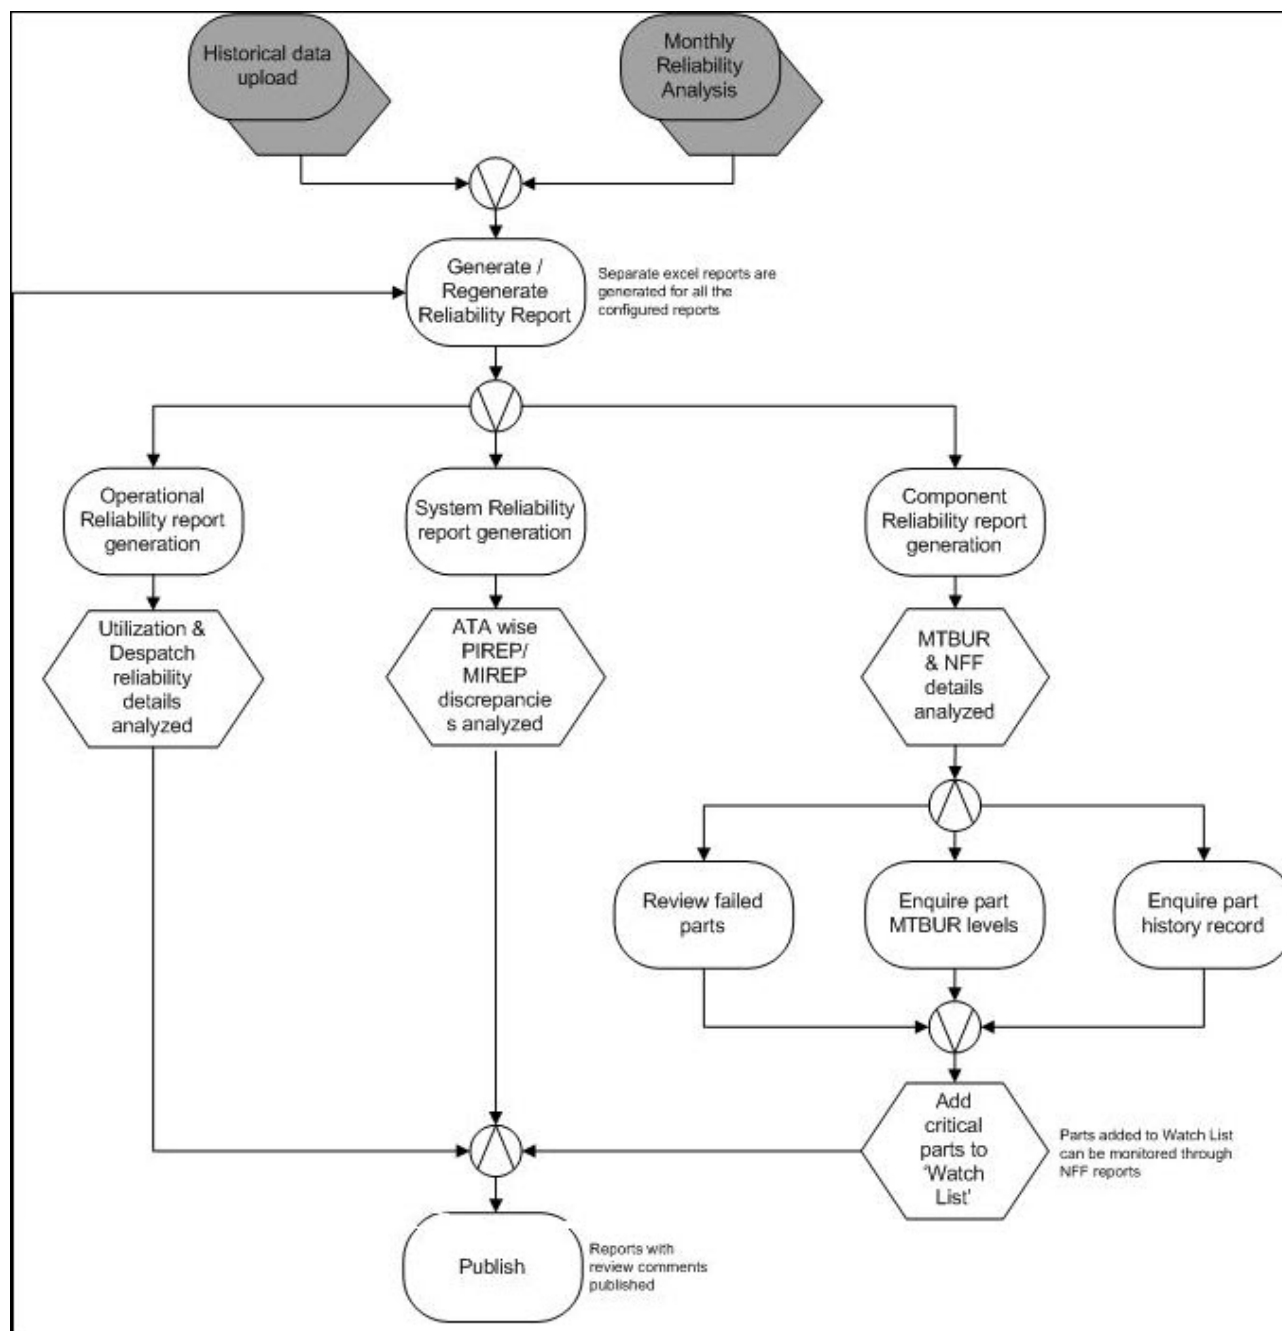 Historical data
upload
Monthly
Reliability
Analysis
Generate /
Regenerate
Reliability Report
Separate excel reports are
generated for all the
configured reports
Operational
Reliability report
generation
System Reliability
report generation
Component
Reliability report
generation
Utilization &
Despatch
reliability
details
analyzed
ATA wise
PIREP/
MIREP
discrepancie
s analyzed
MTBUR
& NFF
details
analyzed
Review failed
parts
Enquire part
MTBUR levels
Enquire part
history record
Add
critical
parts to
‘Watch
List’
Parts added to Watch List
can be monitored through
NFF reports
Publish
Reports with
review comments
published